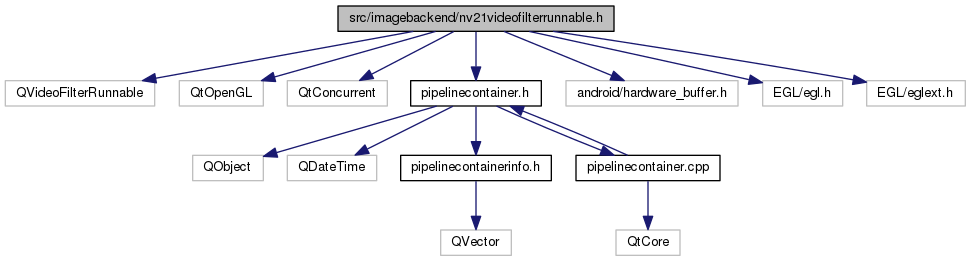 src/imagebackend/nv21videofilterrunnable.h
QVideoFilterRunnable
QtOpenGL
QtConcurrent
pipelinecontainer.h
android/hardware_buffer.h
EGL/egl.h
EGL/eglext.h
QObject
QDateTime
pipelinecontainerinfo.h
pipelinecontainer.cpp
QVector
QtCore